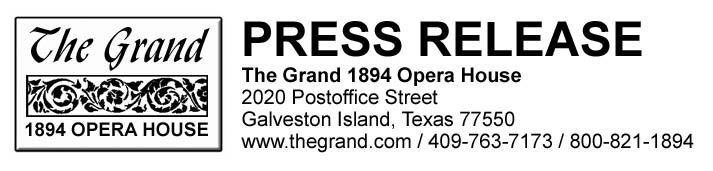 The Grand
1894 OPERA HOUSE
PRESS RELEASE
The Grand 1894 Opera House
2020 Postoffice Street
Galveston Island, Texas 77550
www.thegrand.com / 409-763-7173 / 800-821-1894